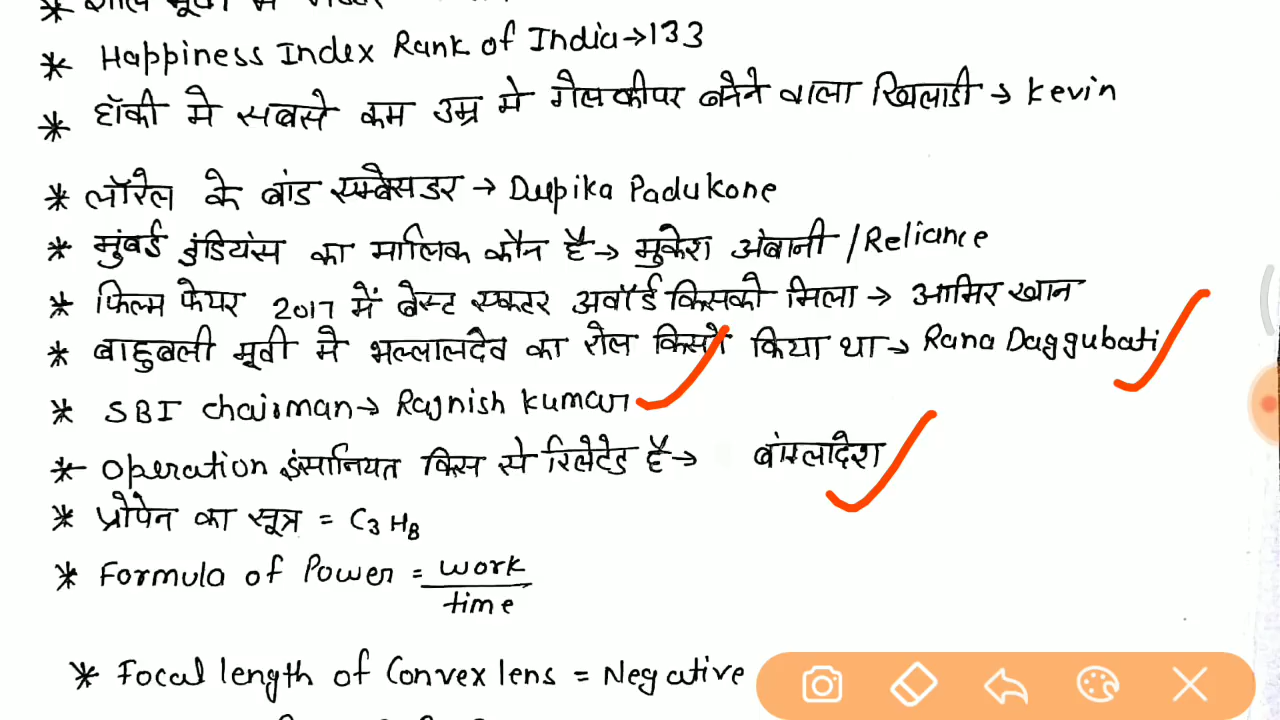 * Happiness Index Rank of India→133
* हॉकी मे सबसे कम उम्र मे गोलकीपर बनेने वाला खिलाडी → Kevin
* लॉरेल के बांड एम्बेसडर → Deepika Padukone
* मुंबई इंडियंस का मालिक कौन है→ मुकेश अंबानी /Reliance
* फिल्म फेयर 2017 में बेस्ट एक्टर अवॉर्ड किसको मिला → आमिर खान
* बाहुबली मूवी मे भल्लालदेव का रोल किसने किया था → Rana Daggubati
* SBI chairman→ Rajnish kumar
* Operation इंसानियत किस से रिलेटेड है→ बांग्लादेश
* प्रोपेन का सूत्र = C₃H₈
* Formula of Power = work
time
* Focal length of Convex lens = Negative